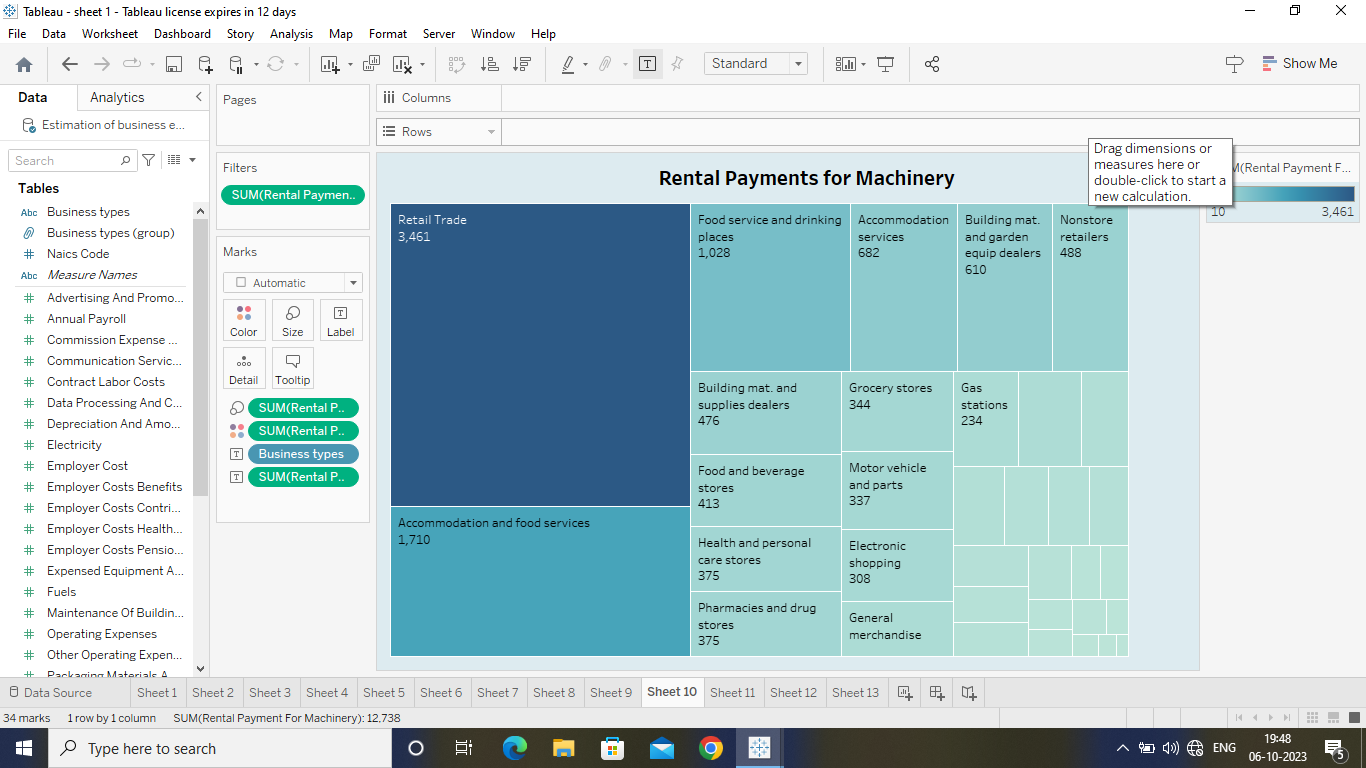 Tableau - sheet 1 - Tableau license expires in 12 days
File Data Worksheet Dashboard Story Analysis Map Format Server Window Help
Standard
Show Me
Data
Analytics
Estimation of business e...
Search
Tables
Abc Business types
Business types (group)
# Naics Code
Abc Measure Names
# Advertising And Promo...
# Annual Payroll
# Commission Expense ...
# Communication Servic...
# Contract Labor Costs
# Data Processing And C...
# Depreciation And Amo...
# Electricity
# Employer Cost
# Employer Costs Benefits
# Employer Costs Contri...
# Employer Costs Health...
# Employer Costs Pensio...
# Expensed Equipment A...
# Fuels
# Maintenance Of Buildin...
# Operating Expenses
# Other Operating Expen...
# Packaging Materials A...
Pages
Filters
SUM(Rental Paymen..
Marks
Automatic
Color
Size
T
Label
Detail
Tooltip
SUM(Rental P..
SUM(Rental P..
T Business types
T SUM(Rental P..
Columns
Rows
Drag dimensions or
measures here or
double-click to start a
new calculation.
M(Rental Payment F...
10 3,461
Rental Payments for Machinery
Retail Trade
3,461
Accommodation and food services
1,710
Food service and drinking
places
1,028
Accommodation
services
682
Building mat.
and garden
equip dealers
610
Nonstore
retailers
488
Building mat. and
supplies dealers
476
Food and beverage
stores
413
Health and personal
care stores
375
Pharmacies and drug
stores
375
Grocery stores
344
Motor vehicle
and parts
337
Electronic
shopping
308
General
merchandise
Gas
stations
234
Data Source Sheet 1 Sheet 2 Sheet 3 Sheet 4 Sheet 5 Sheet 6 Sheet 7 Sheet 8 Sheet 9 Sheet 10 Sheet 11 Sheet 12 Sheet 13
34 marks 1 row by 1 column SUM(Rental Payment For Machinery): 12,738
Type here to search
ENG
19:48
06-10-2023
5